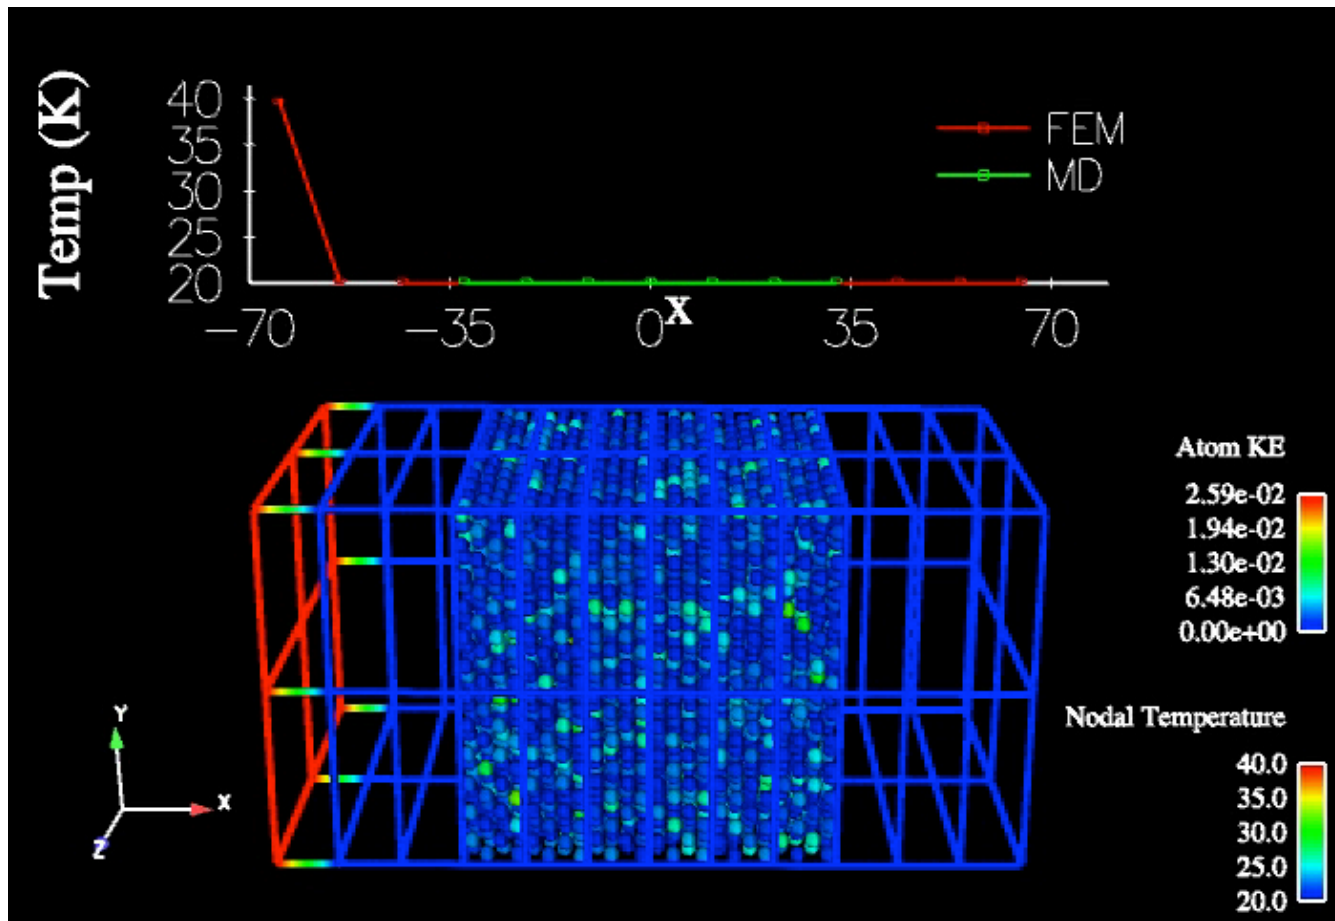 Temp (K)
40
35
30
25
20
FEM
MD
−70
−35
0
X
35
70
Atom KE
2.59e-02
1.94e-02
1.30e-02
6.48e-03
0.00e+00
Nodal Temperature
40.0
35.0
30.0
25.0
20.0
Y
X
Z